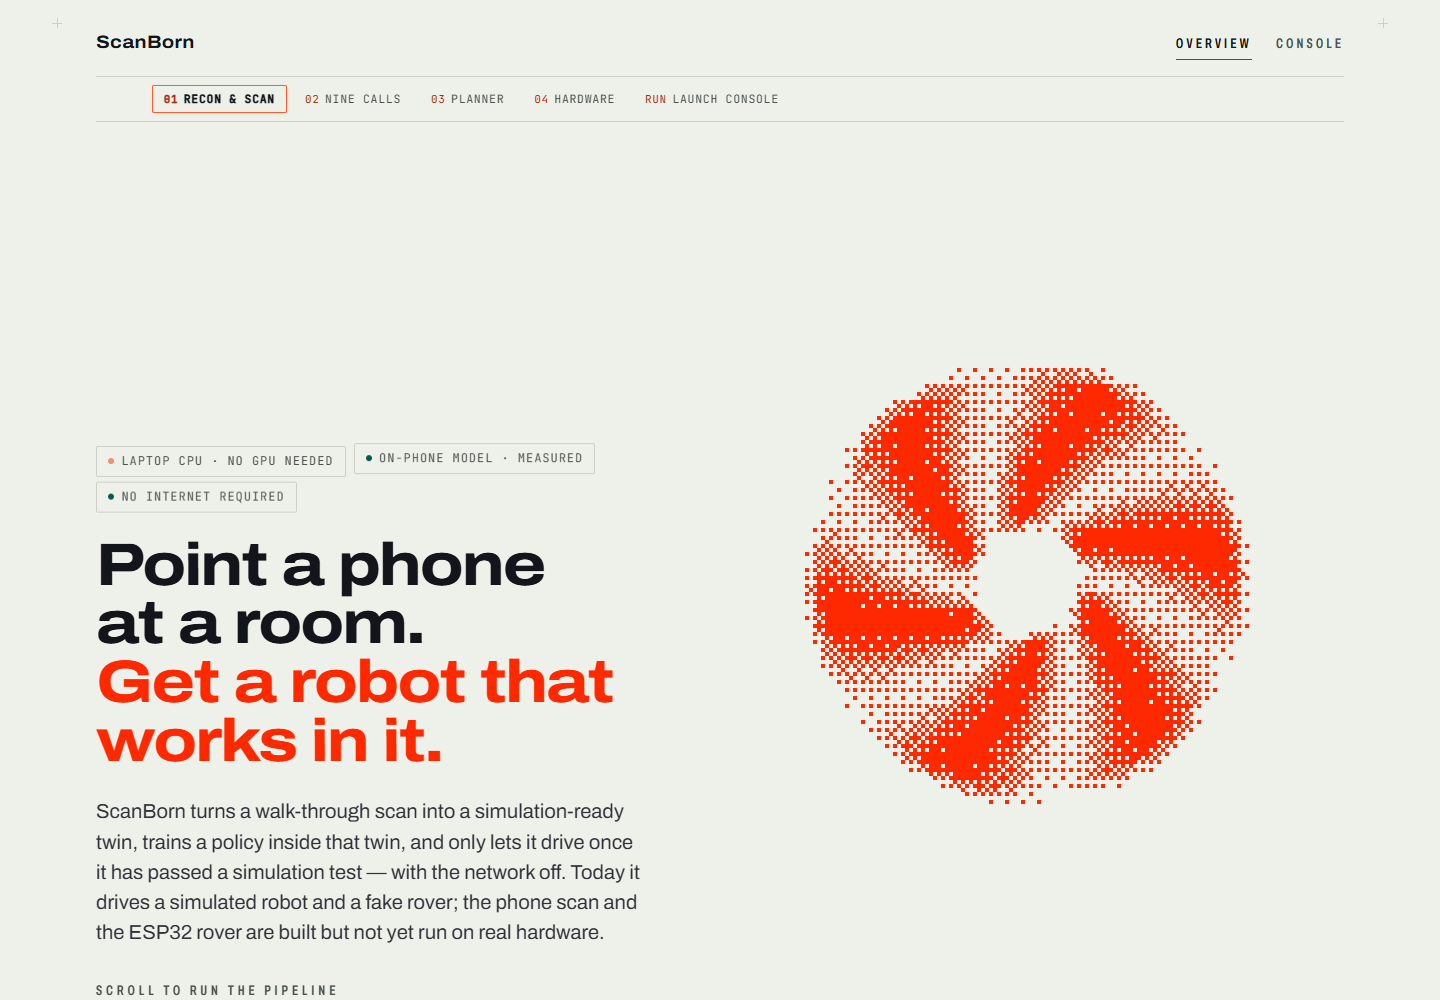 ScanBorn
OVERVIEW CONSOLE
01 RECON & SCAN 02 NINE CALLS 03 PLANNER 04 HARDWARE RUN LAUNCH CONSOLE
LAPTOP CPU · NO GPU NEEDED
ON-PHONE MODEL · MEASURED
NO INTERNET REQUIRED
Point a phone
at a room.
Get a robot that
works in it.
ScanBorn turns a walk-through scan into a simulation-ready
twin, trains a policy inside that twin, and only lets it drive once
it has passed a simulation test — with the network off. Today it
drives a simulated robot and a fake rover; the phone scan and
the ESP32 rover are built but not yet run on real hardware.
SCROLL TO RUN THE PIPELINE